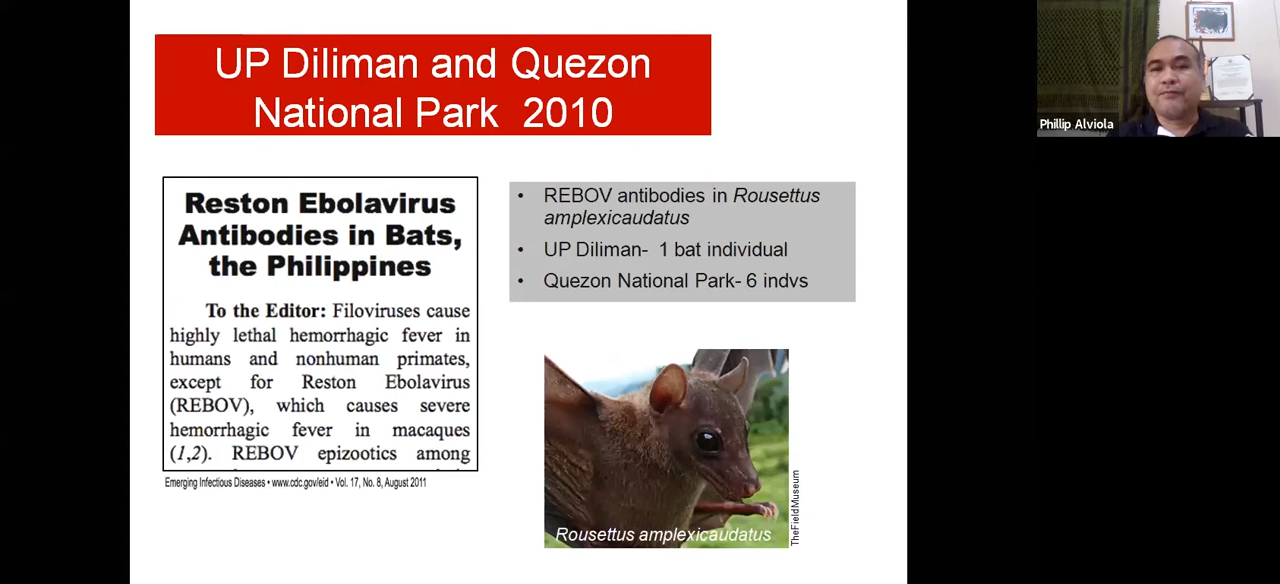 UP Diliman and Quezon
National Park 2010
Reston Ebolavirus
Antibodies in Bats,
the Philippines
To the Editor: Filoviruses cause
highly lethal hemorrhagic fever in
humans and nonhuman primates,
except for Reston Ebolavirus
(REBOV), which causes severe
hemorrhagic fever in macaques
(1,2). REBOV epizootics among
Emerging Infectious Diseases • www.cdc.gov/eid • Vol. 17, No. 8, August 2011
• REBOV antibodies in Rousettus
amplexicaudatus
• UP Diliman- 1 bat individual
• Quezon National Park- 6 indvs
Rousettus amplexicaudatus
TheFieldMuseum
Phillip Alviola